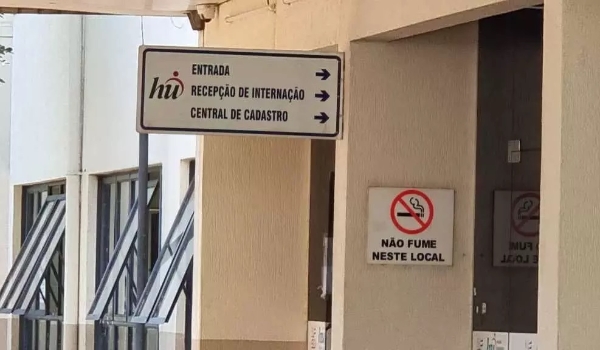 hu
ENTRADA
RECEPÇÃO DE INTERNAÇÃO
CENTRAL DE CADASTRO
NÃO FUME
NESTE LOCAL